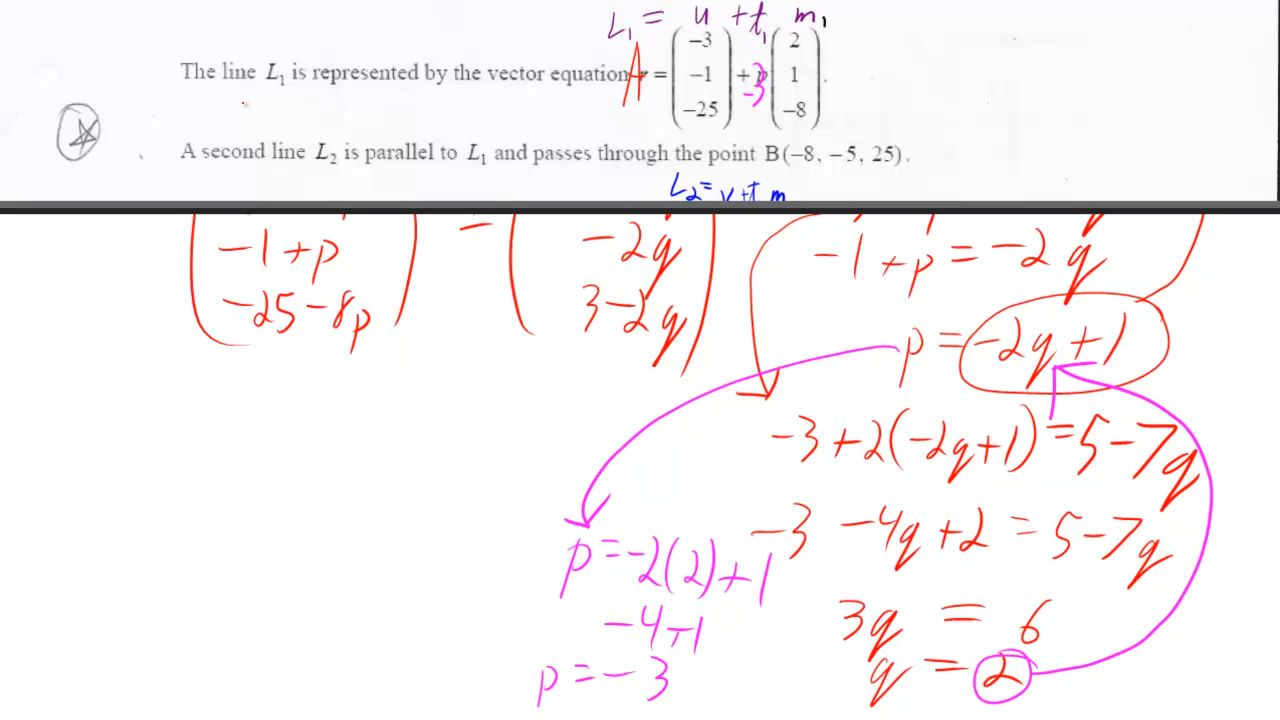 L₁ = u + t₁ m₁
The line L₁ is represented by the vector equation r = A (−3 −1 −25) + p −3 (2 1 −8).
A second line L₂ is parallel to L₁ and passes through the point B(−8, −5, 25).
L₂ = v + t m
−1 + p
−25 − 8p
−
−2q
3 − 2q
−1 + p = −2q
p = −2q + 1
−3 + 2(−2q + 1) = 5 − 7q
−3 −4q + 2 = 5 − 7q
3q = 6
q = 2
p = −2(2) + 1
−4 + 1
p = −3